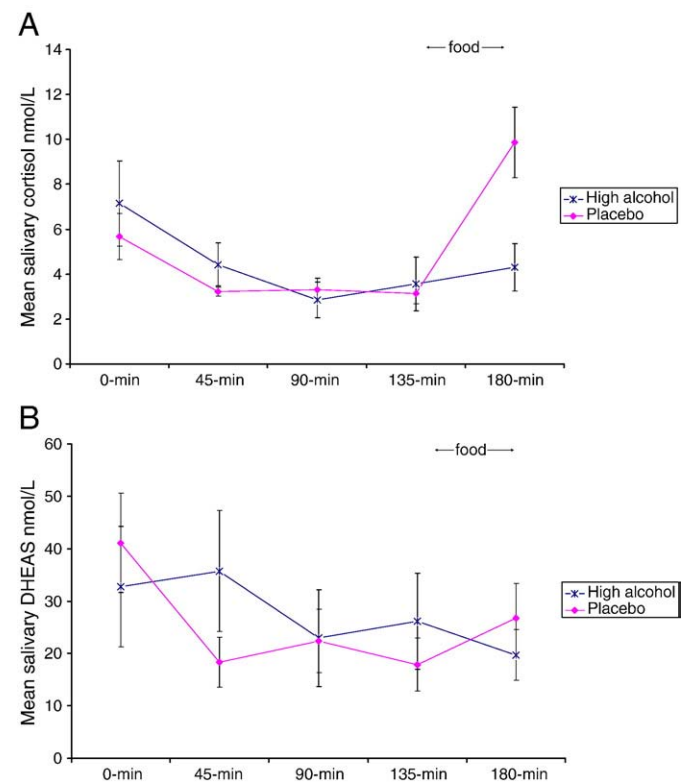 A
14
food
12
10
8
6
4
2
0
Mean salivary cortisol nmol/L
High alcohol
Placebo
0-min 45-min 90-min 135-min 180-min
B
60
food
50
40
30
20
10
0
Mean salivary DHEAS nmol/L
High alcohol
Placebo
0-min 45-min 90-min 135-min 180-min